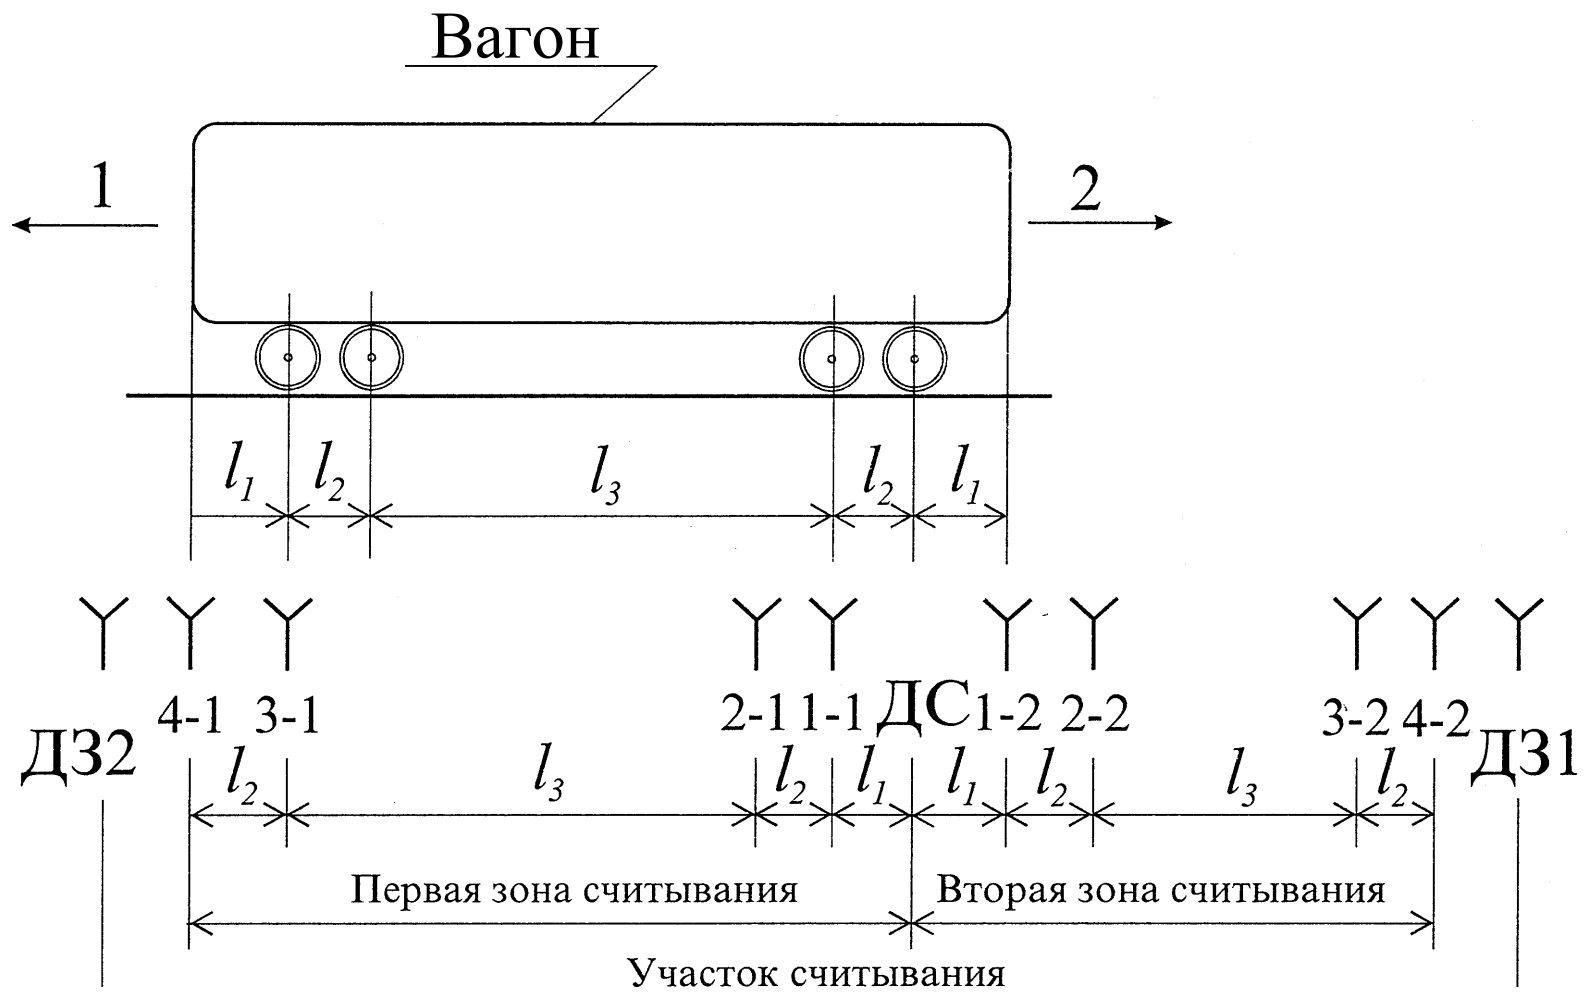 Вагон
1
2
l1 l2 l3 l2 l1
4-1 3-1 2-1 1-1 ДС 1-2 2-2 3-2 4-2
ДЗ2 ДЗ1
l2 l3 l2 l1 l1 l2 l3 l2
Первая зона считывания Вторая зона считывания
Участок считывания